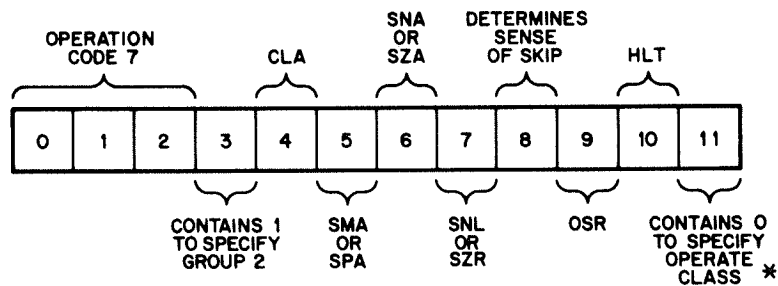 OPERATION
CODE 7
CLA
SNA
OR
SZA
DETERMINES
SENSE
OF SKIP
HLT
0 1 2 3 4 5 6 7 8 9 10 11
CONTAINS 1
TO SPECIFY
GROUP 2
SMA
OR
SPA
SNL
OR
SZR
OSR
CONTAINS 0
TO SPECIFY
OPERATE
CLASS *